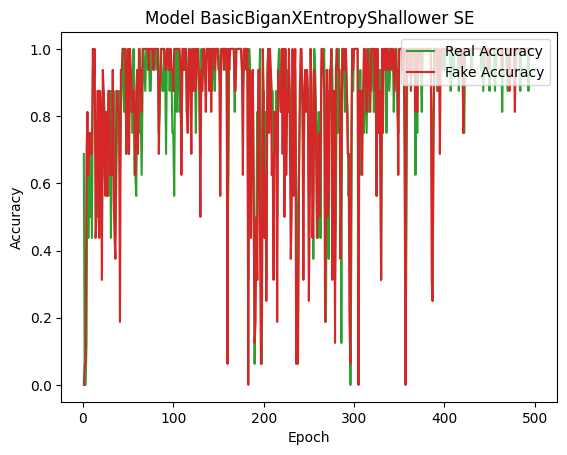 Model BasicBiganXEntropyShallower SE
Real Accuracy
Fake Accuracy
1.0
0.8
0.6
0.4
0.2
0.0
Accuracy
0 100 200 300 400 500
Epoch